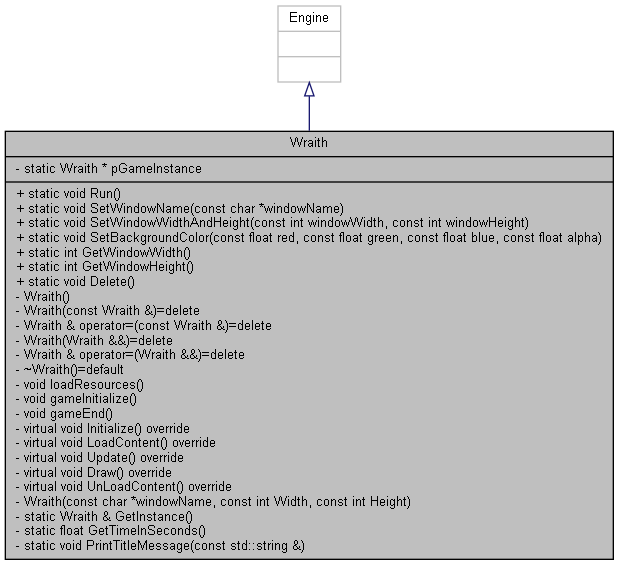 Engine
Wraith
- static Wraith * pGameInstance
+ static void Run()
+ static void SetWindowName(const char *windowName)
+ static void SetWindowWidthAndHeight(const int windowWidth, const int windowHeight)
+ static void SetBackgroundColor(const float red, const float green, const float blue, const float alpha)
+ static int GetWindowWidth()
+ static int GetWindowHeight()
+ static void Delete()
- Wraith()
- Wraith(const Wraith &)=delete
- Wraith & operator=(const Wraith &)=delete
- Wraith(Wraith &&)=delete
- Wraith & operator=(Wraith &&)=delete
- ~Wraith()=default
- void loadResources()
- void gameInitialize()
- void gameEnd()
- virtual void Initialize() override
- virtual void LoadContent() override
- virtual void Update() override
- virtual void Draw() override
- virtual void UnLoadContent() override
- Wraith(const char *windowName, const int Width, const int Height)
- static Wraith & GetInstance()
- static float GetTimeInSeconds()
- static void PrintTitleMessage(const std::string &)